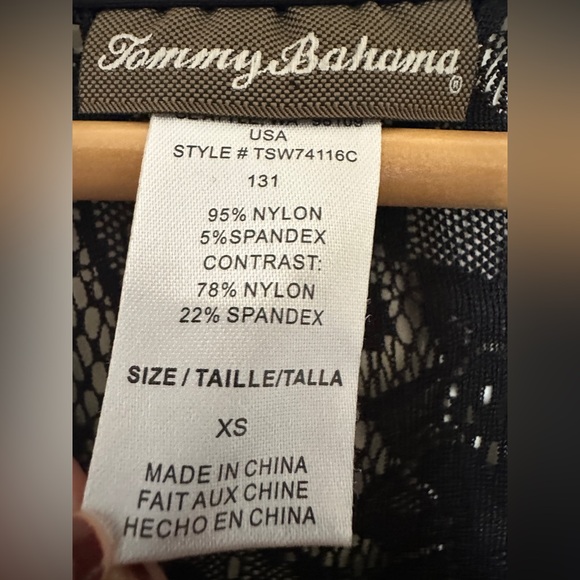 Tommy Bahama®
USA
STYLE # TSW74116C
131
95% NYLON
5%SPANDEX
CONTRAST:
78% NYLON
22% SPANDEX
SIZE / TAILLE/TALLA
XS
MADE IN CHINA
FAIT AUX CHINE
HECHO EN CHINA